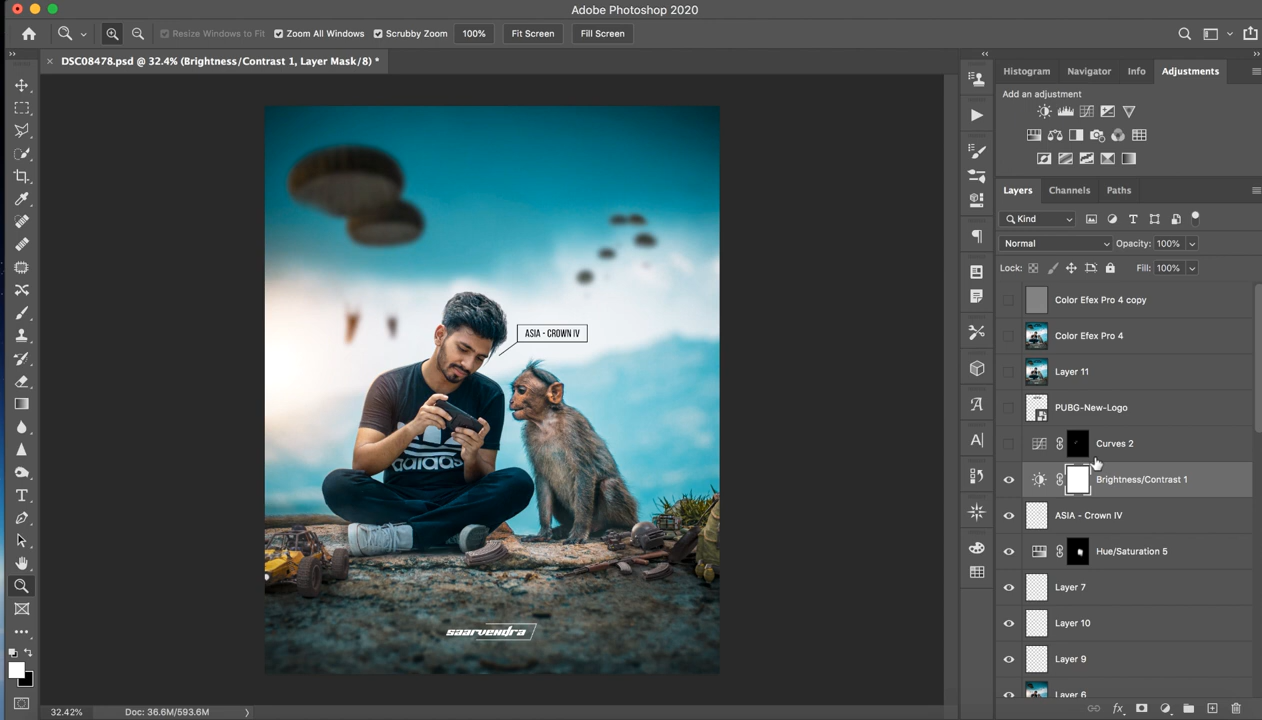 Adobe Photoshop 2020
Resize Windows to Fit
Zoom All Windows
Scrubby Zoom
100%
Fit Screen
Fill Screen
DSC08478.psd @ 32.4% (Brightness/Contrast 1, Layer Mask/8) *
Histogram
Navigator
Info
Adjustments
Add an adjustment
Layers
Channels
Paths
Kind
Normal
Opacity: 100%
Lock:
Fill: 100%
Color Efex Pro 4 copy
Color Efex Pro 4
Layer 11
PUBG-New-Logo
Curves 2
Brightness/Contrast 1
ASIA - Crown IV
Hue/Saturation 5
Layer 7
Layer 10
Layer 9
Layer 6
ASIA - CROWN IV
adidas
saarvendra
32.42%
Doc: 36.6M/593.6M